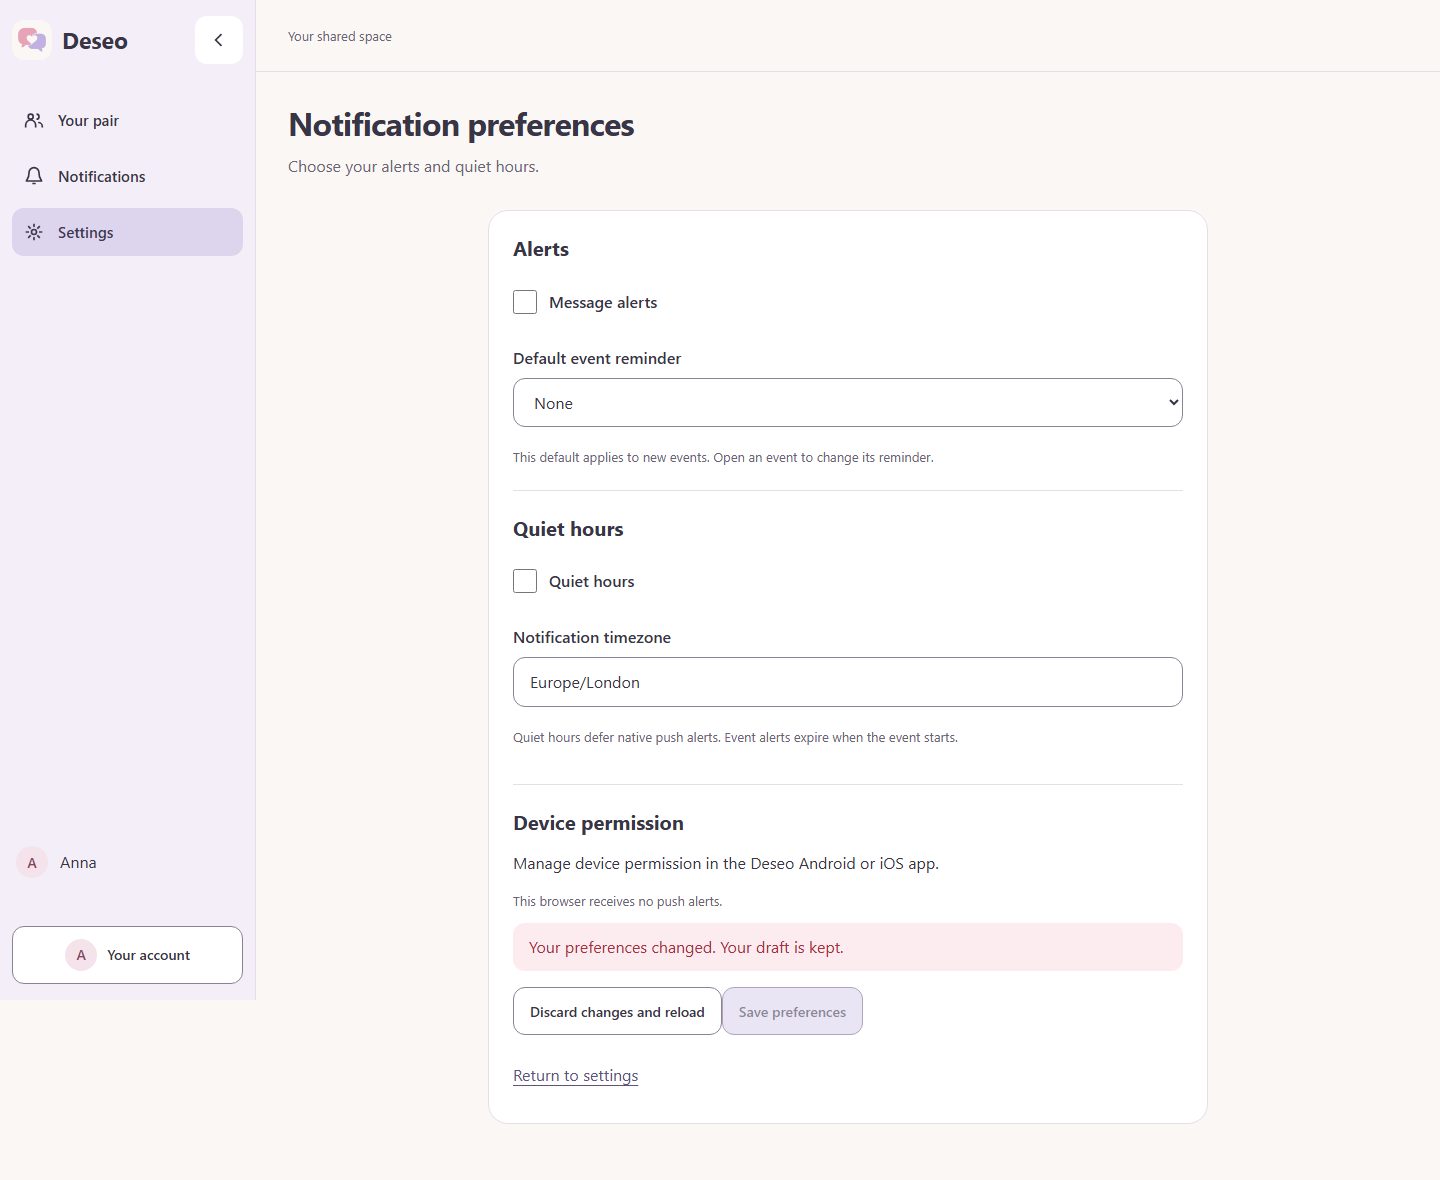 Deseo
Your shared space
Your pair
Notifications
Settings
Notification preferences
Choose your alerts and quiet hours.
Alerts
Message alerts
Default event reminder
None
This default applies to new events. Open an event to change its reminder.
Quiet hours
Quiet hours
Notification timezone
Europe/London
Quiet hours defer native push alerts. Event alerts expire when the event starts.
Device permission
Manage device permission in the Deseo Android or iOS app.
This browser receives no push alerts.
Your preferences changed. Your draft is kept.
Discard changes and reload
Save preferences
Return to settings
A Anna
A Your account